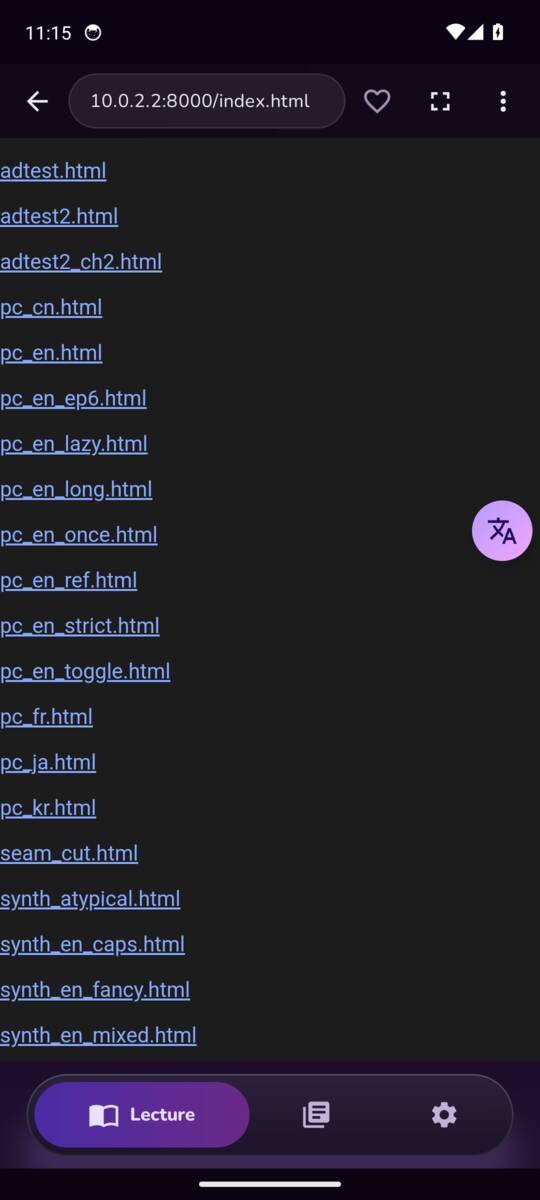 11:15
10.0.2.2:8000/index.html
adtest.html
adtest2.html
adtest2_ch2.html
pc_cn.html
pc_en.html
pc_en_ep6.html
pc_en_lazy.html
pc_en_long.html
pc_en_once.html
pc_en_ref.html
pc_en_strict.html
pc_en_toggle.html
pc_fr.html
pc_ja.html
pc_kr.html
seam_cut.html
synth_atypical.html
synth_en_caps.html
synth_en_fancy.html
synth_en_mixed.html
Lecture